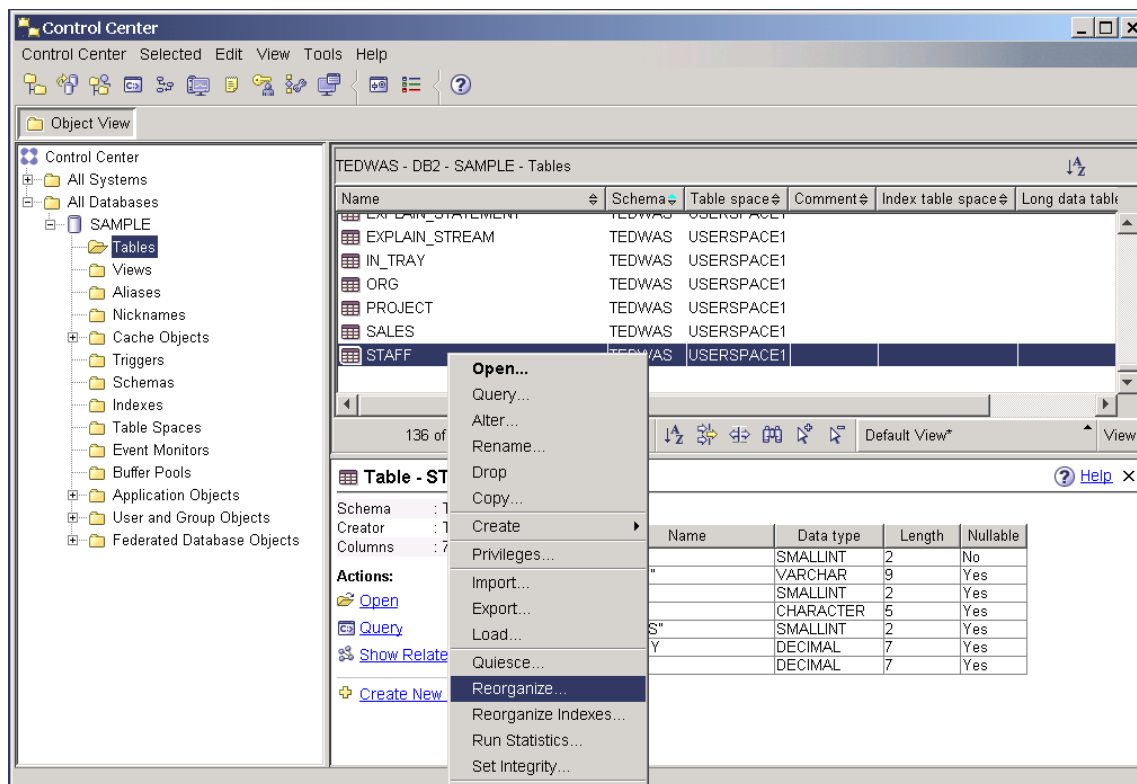 Control Center
Control Center Selected Edit View Tools Help
Object View
Control Center
All Systems
All Databases
SAMPLE
Tables
Views
Aliases
Nicknames
Cache Objects
Triggers
Schemas
Indexes
Table Spaces
Event Monitors
Buffer Pools
Application Objects
User and Group Objects
Federated Database Objects
TEDWAS - DB2 - SAMPLE - Tables
Name Schema Table space Comment Index table space Long data table
EXPLAIN_STATEMENT TEDWAS USERSPACE1
EXPLAIN_STREAM TEDWAS USERSPACE1
IN_TRAY TEDWAS USERSPACE1
ORG TEDWAS USERSPACE1
PROJECT TEDWAS USERSPACE1
SALES TEDWAS USERSPACE1
STAFF TEDWAS USERSPACE1
136 of
Default View* View
Open...
Query...
Alter...
Rename...
Drop
Copy...
Create
Privileges...
Import...
Export...
Load...
Quiesce...
Reorganize...
Reorganize Indexes...
Run Statistics...
Set Integrity...
Table - ST
Help
Schema : T
Creator : T
Columns : 7
Actions:
Open
Query
Show Relate
Create New
Name Data type Length Nullable
SMALLINT 2 No
" VARCHAR 9 Yes
SMALLINT 2 Yes
CHARACTER 5 Yes
S" SMALLINT 2 Yes
Y DECIMAL 7 Yes
DECIMAL 7 Yes